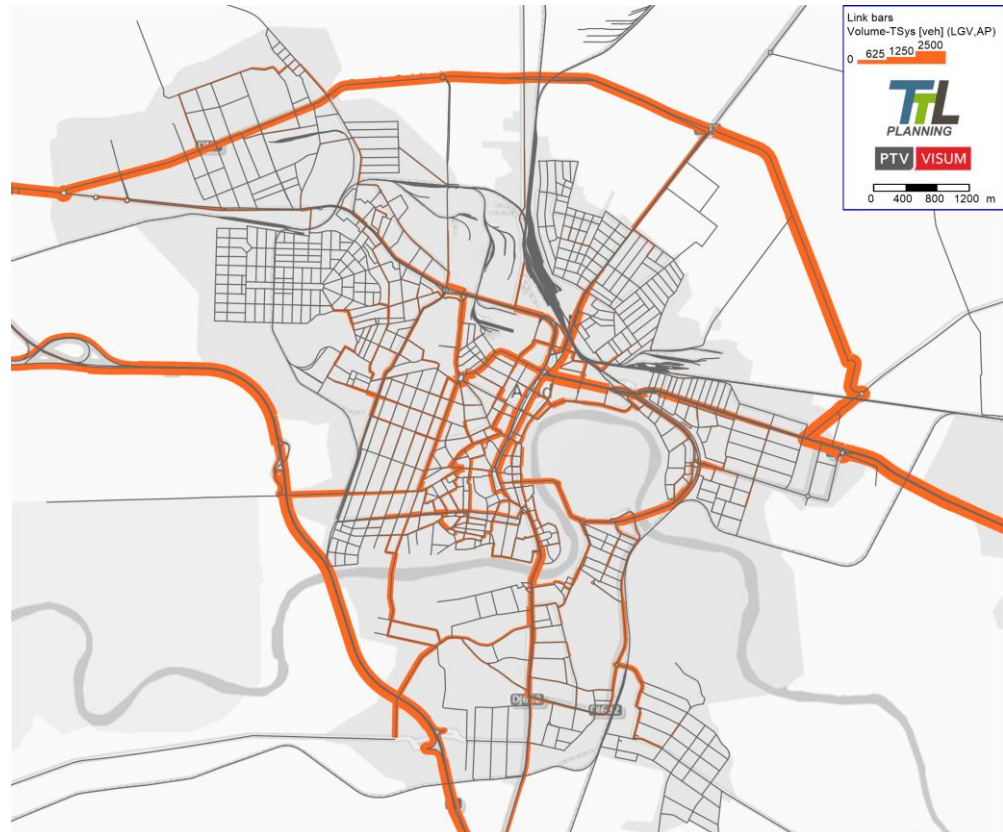 Link bars
Volume-TSys [veh] (LGV,AP)
0 625 1250 2500
TTL
PLANNING
PTV VISUM
0 400 800 1200 m